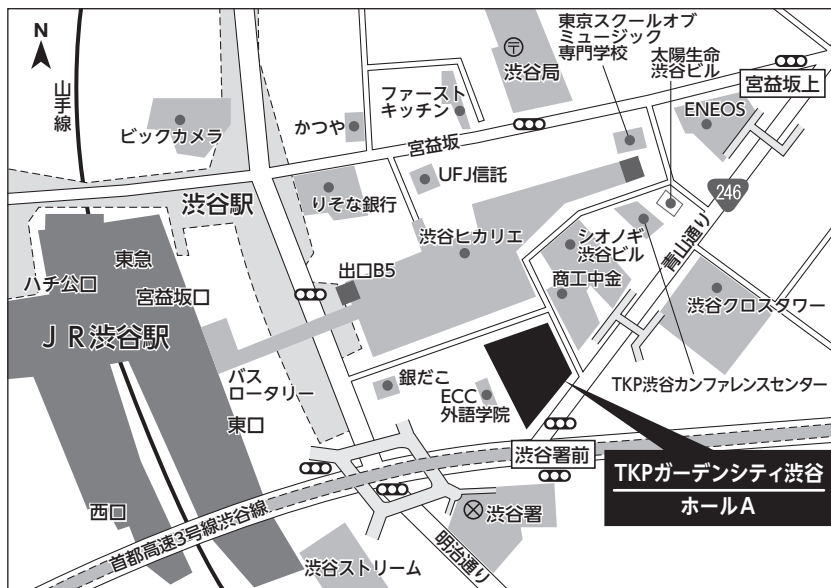 N
山手線
ビックカメラ
かつや
ファースト
キッチン
渋谷局
東京スクールオブ
ミュージック
専門学校
太陽生命
渋谷ビル
宮益坂上
ENEOS
宮益坂
UFJ信託
りそな銀行
渋谷駅
246
青山通り
渋谷ヒカリエ
シオノギ
渋谷ビル
商工中金
渋谷クロスタワー
出口B5
東急
ハチ公口
宮益坂口
JR渋谷駅
バス
ロータリー
東口
銀だこ
ECC
外語学院
TKP渋谷カンファレンスセンター
渋谷署前
TKPガーデンシティ渋谷
ホールA
西口
首都高速3号線渋谷線
渋谷署
明治通り
渋谷ストリーム